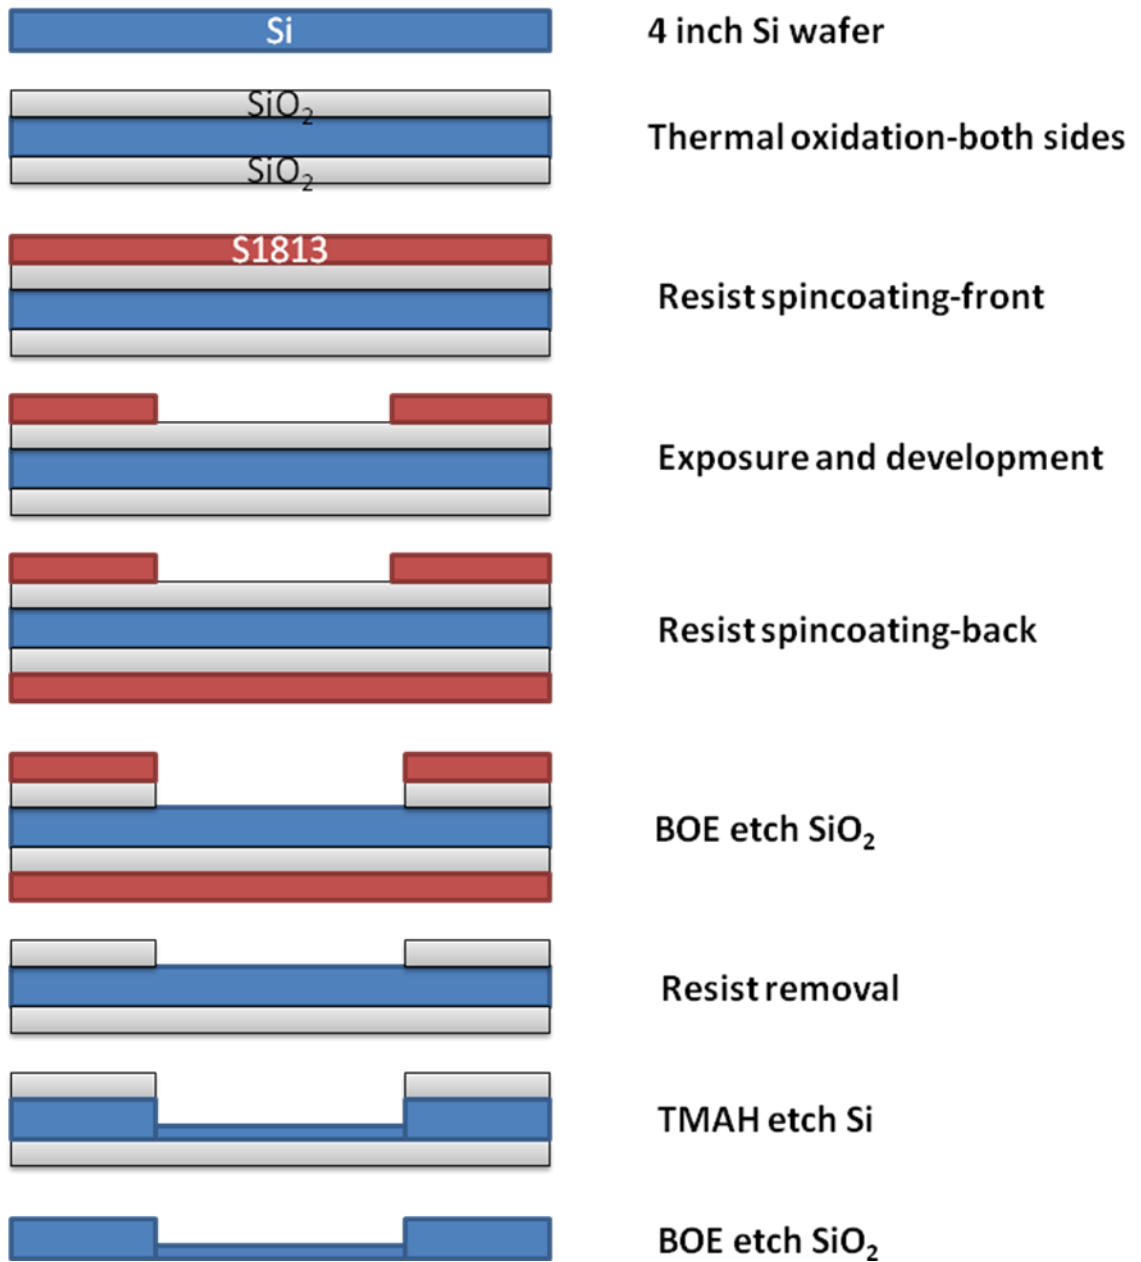 Si
4 inch Si wafer
SiO₂
Thermal oxidation-both sides
SiO₂
S1813
Resist spincoating-front
Exposure and development
Resist spincoating-back
BOE etch SiO₂
Resist removal
TMAH etch Si
BOE etch SiO₂